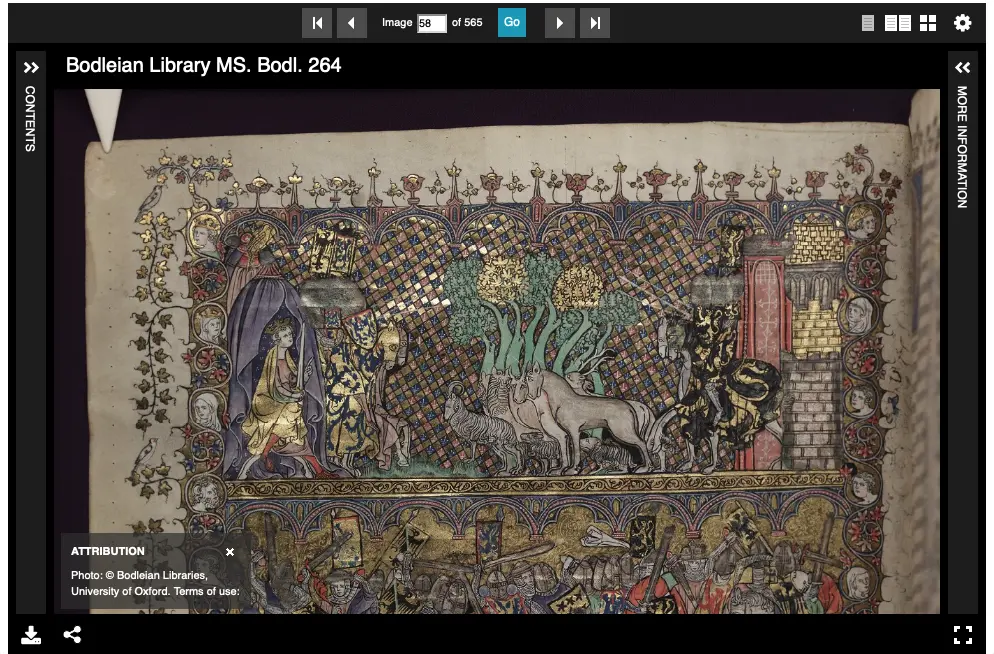 Image 58 of 565 Go
Bodleian Library MS. Bodl. 264
CONTENTS
MORE INFORMATION
ATTRIBUTION
Photo: © Bodleian Libraries,
University of Oxford. Terms of use: